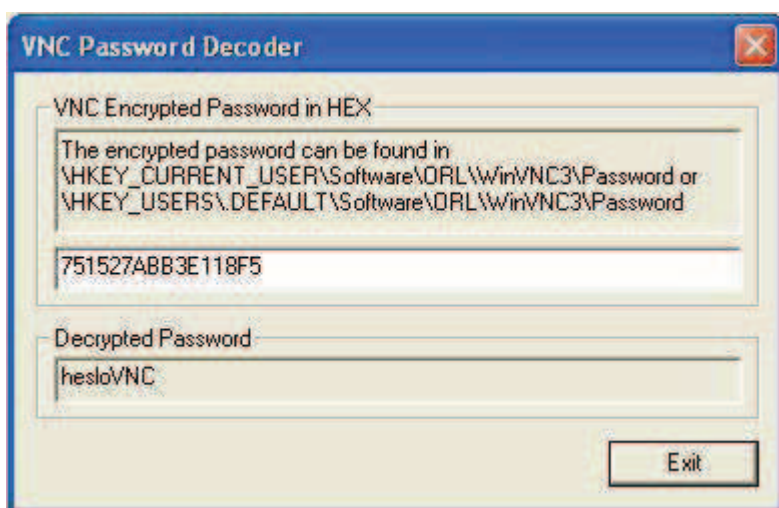 VNC Password Decoder
VNC Encrypted Password in HEX
The encrypted password can be found in
\HKEY_CURRENT_USER\Software\ORL\WinVNC3\Password or
\HKEY_USERS\.DEFAULT\Software\ORL\WinVNC3\Password
751527ABB3E118F5
Decrypted Password
hesloVNC
Exit